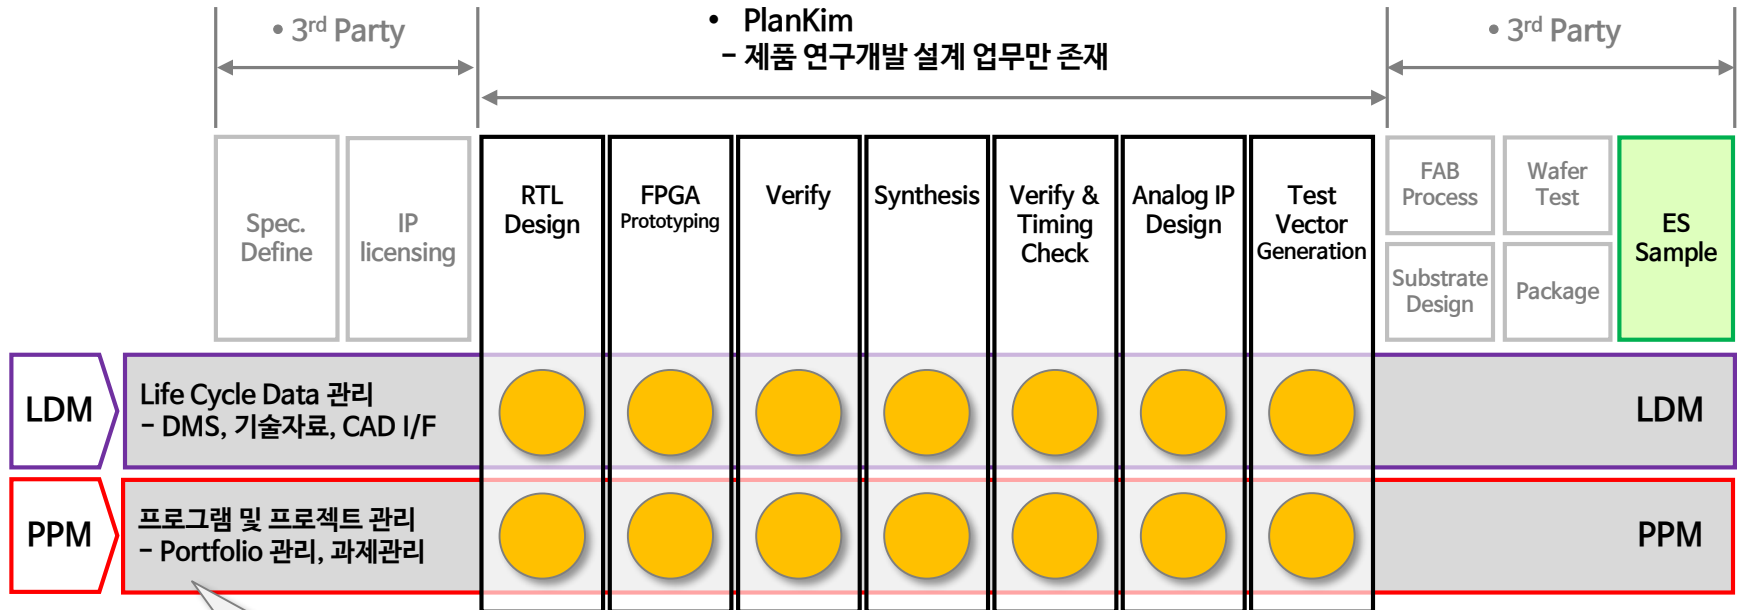 • 3rd Party
• PlanKim
- 제품 연구개발 설계 업무만 존재
• 3rd Party
Spec.
Define
IP
licensing
RTL
Design
FPGA
Prototyping
Verify
Synthesis
Verify &
Timing
Check
Analog IP
Design
Test
Vector
Generation
FAB
Process
Wafer
Test
Substrate
Design
Package
ES
Sample
LDM
Life Cycle Data 관리
- DMS, 기술자료, CAD I/F
LDM
PPM
프로그램 및 프로젝트 관리
- Portfolio 관리, 과제관리
PPM